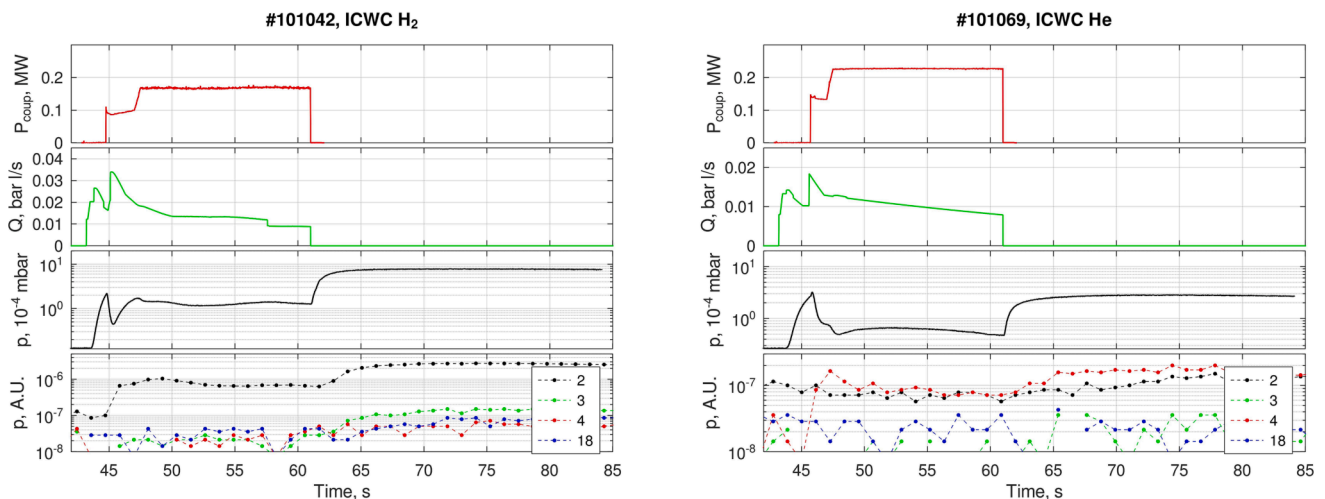 #101042, ICWC H₂
P_coup, MW
0.2
0.1
0
Q, bar l/s
0.04
0.03
0.02
0.01
0
p, 10⁻⁴ mbar
10¹
10⁰
p, A.U.
10⁻⁶
10⁻⁷
10⁻⁸
2
3
4
18
45 50 55 60 65 70 75 80 85
Time, s
#101069, ICWC He
P_coup, MW
0.2
0.1
0
Q, bar l/s
0.02
0.01
0
p, 10⁻⁴ mbar
10¹
10⁰
p, A.U.
10⁻⁷
10⁻⁸
2
3
4
18
45 50 55 60 65 70 75 80 85
Time, s